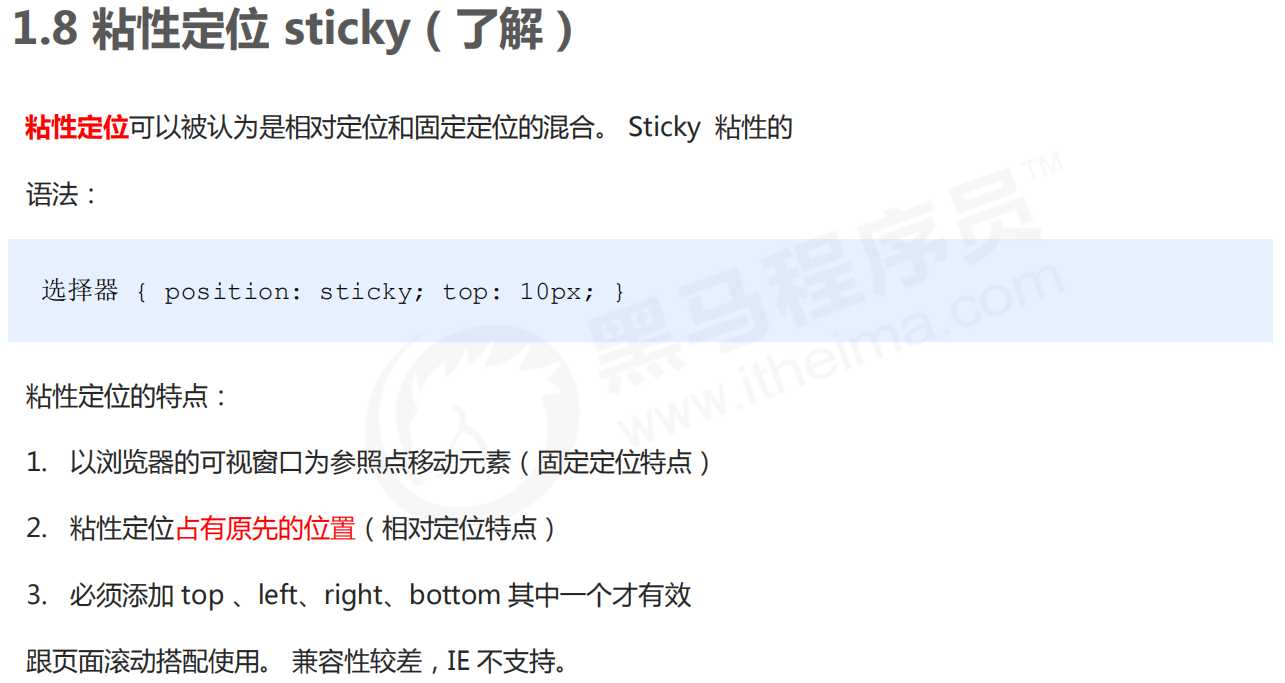 1.8 粘性定位 sticky（了解）
粘性定位可以被认为是相对定位和固定定位的混合。 Sticky 粘性的
语法：
选择器 { position: sticky; top: 10px; }
粘性定位的特点：
1. 以浏览器的可视窗口为参照点移动元素（固定定位特点）
2. 粘性定位占有原先的位置（相对定位特点）
3. 必须添加 top 、left、right、bottom 其中一个才有效
跟页面滚动搭配使用。 兼容性较差，IE 不支持。
黑马程序员™
www.itheima.com